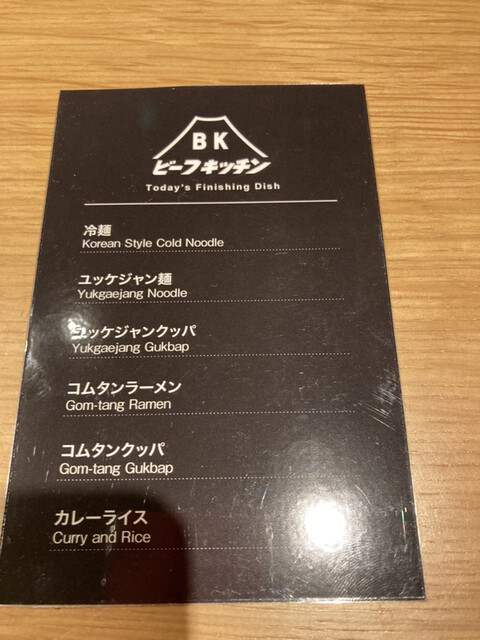 BK
ビーフキッチン
Today's Finishing Dish
冷麺
Korean Style Cold Noodle
ユッケジャン麺
Yukgaejang Noodle
ユッケジャンクッパ
Yukgaejang Gukbap
コムタンラーメン
Gom-tang Ramen
コムタンクッパ
Gom-tang Gukbap
カレーライス
Curry and Rice